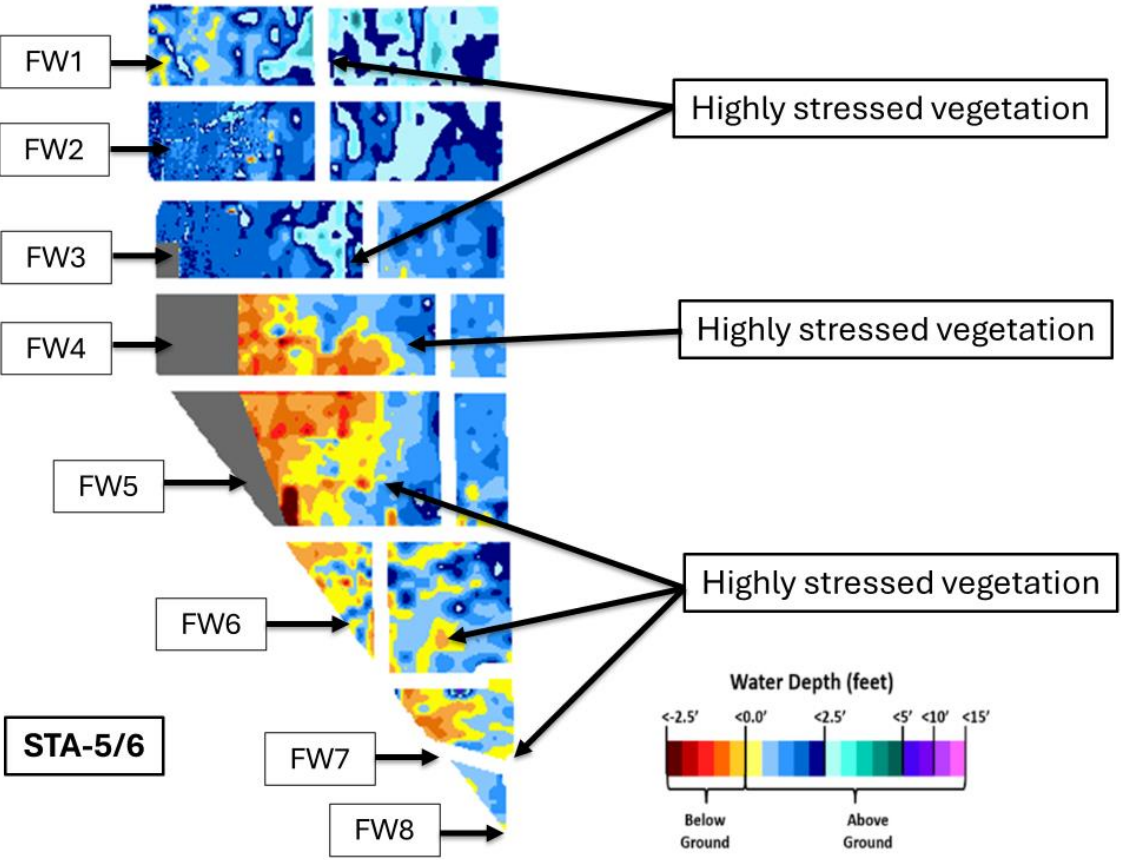 FW1
Highly stressed vegetation
FW2
FW3
Highly stressed vegetation
FW4
FW5
Highly stressed vegetation
FW6
Water Depth (feet)
<-2.5' <0.0' <2.5' <5' <10' <15'
STA-5/6
FW7
Below Above
Ground Ground
FW8